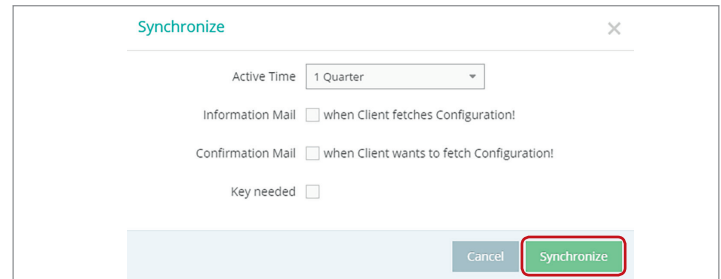 Synchronize
Active Time 1 Quarter
Information Mail when Client fetches Configuration!
Confirmation Mail when Client wants to fetch Configuration!
Key needed
Cancel Synchronize